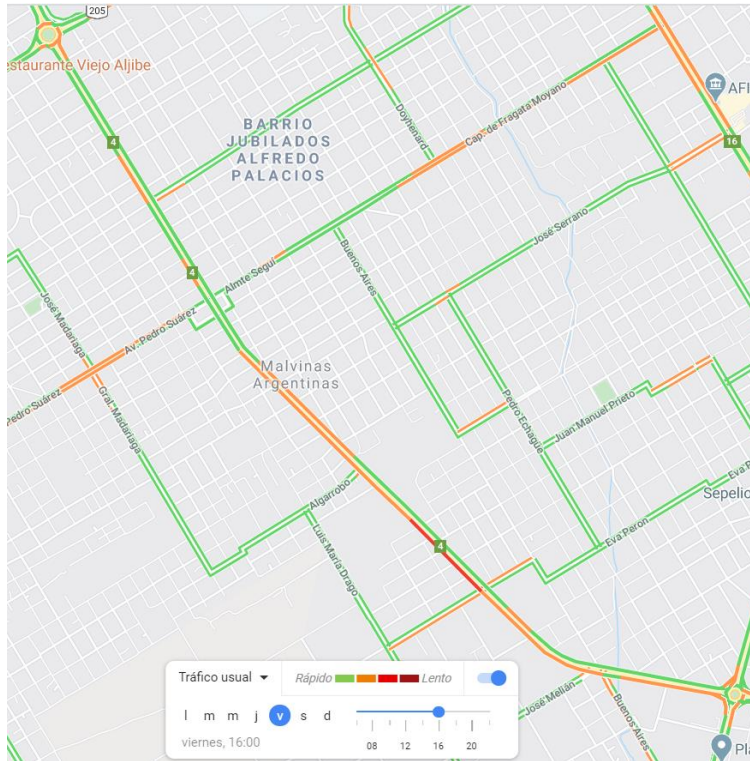 205
estaurante Viejo Aljibe
4
BARRIO
JUBILADOS
ALFREDO
PALACIOS
Doyhenard
Cap. de Fragata Moyano
AFI
16
José Serrano
4
Almte Seguí
Buenos Aires
José Madariaga
Av. Pedro Suárez
Malvinas
Argentinas
Pedro Suárez
Gral. Madariaga
Pedro Echague
Juan Manuel Prieto
Eva P
Sepelio
Algarrobo
4
Luis María Drago
Eva Peron
José Melián
Buenos Aires
Pla
Tráfico usual
Rápido
Lento
l m m j v s d
08 12 16 20
viernes, 16:00